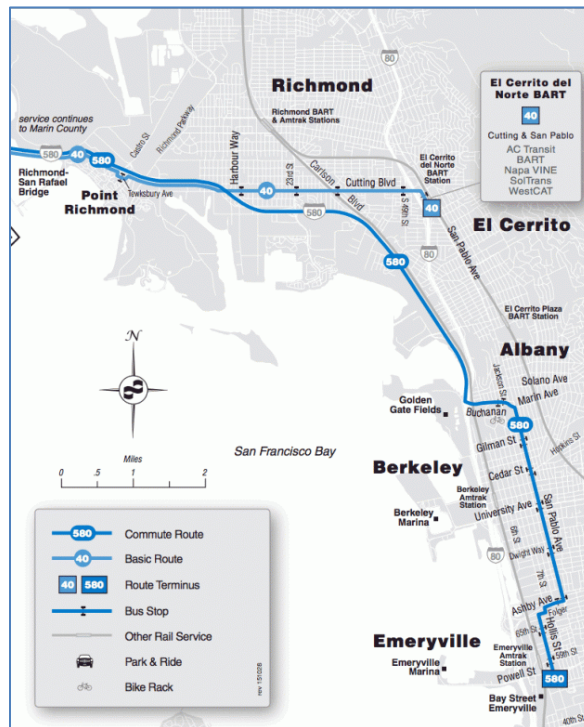 80
Richmond
El Cerrito del
Norte BART
40
Cutting & San Pablo
AC Transit
BART
Napa VINE
SolTrans
WestCAT
service continues
to Marin County
580
40
580
Castro St
Richmond Parkway
Richmond BART
& Amtrak Stations
Richmond-
San Rafael
Bridge
Point
Richmond
Tewksbury Ave
Harbour Way
23rd St
Carlson
Blvd
El Cerrito
del Norte
BART
Station
40
Cutting Blvd
S 49th St
40
580
San Pablo Ave
El Cerrito
80
580
El Cerrito Plaza
BART Station
Albany
N
Jackson St
Solano Ave
Marin Ave
Buchanan
Golden
Gate Fields
580
Gilman St
Hopkins St
San Francisco Bay
Berkeley
Cedar St
Miles
0 .5 1 2
Berkeley
Amtrak
Station
University Ave
San Pablo Ave
Berkeley
Marina
6th St
80
Dwight Way
7th St
Ashby Ave
Folger
65th St
Hollis St
Emeryville
Emeryville
Amtrak
Station
59th St
Emeryville
Marina
Powell St
580
Bay Street
Emeryville
40th St
580 Commute Route
40 Basic Route
40 580 Route Terminus
Bus Stop
Other Rail Service
Park & Ride
Bike Rack